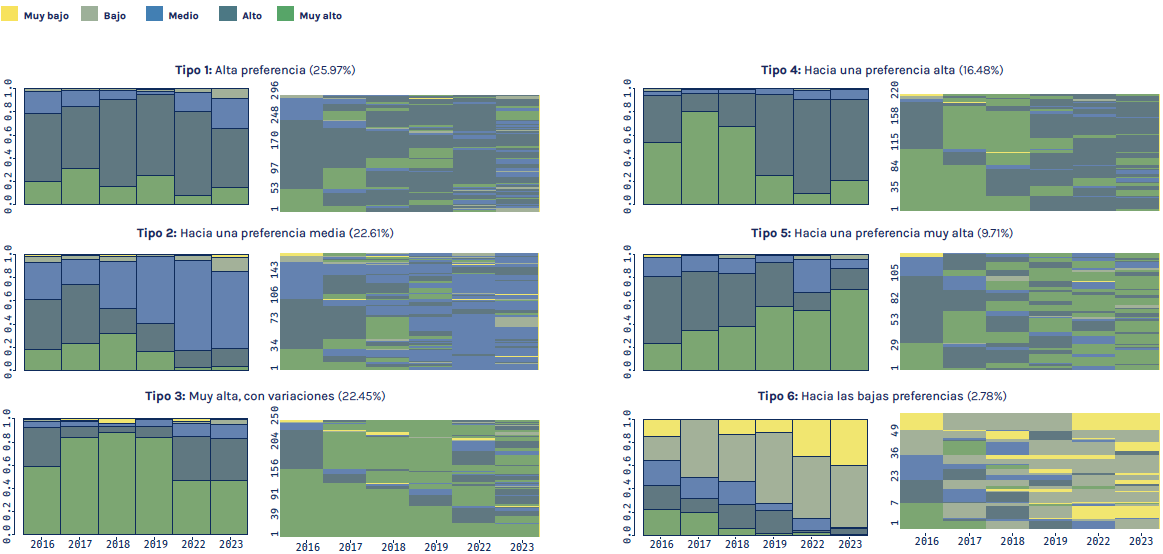 Muy bajo
Bajo
Medio
Alto
Muy alto
Tipo 1: Alta preferencia (25.97%)
0.0 0.2 0.4 0.6 0.8 1.0
1 53 97 170 248 296
Tipo 4: Hacia una preferencia alta (16.48%)
0.0 0.2 0.4 0.6 0.8 1.0
1 35 84 115 158 220
Tipo 2: Hacia una preferencia media (22.61%)
0.0 0.2 0.4 0.6 0.8 1.0
1 34 73 106 143
Tipo 5: Hacia una preferencia muy alta (9.71%)
0.0 0.2 0.4 0.6 0.8 1.0
1 29 53 82 105
Tipo 3: Muy alta, con variaciones (22.45%)
0.0 0.2 0.4 0.6 0.8 1.0
1 39 91 156 204 250
2016 2017 2018 2019 2022 2023
2016 2017 2018 2019 2022 2023
Tipo 6: Hacia las bajas preferencias (2.78%)
0.0 0.2 0.4 0.6 0.8 1.0
1 7 23 36 49
2016 2017 2018 2019 2022 2023
2016 2017 2018 2019 2022 2023